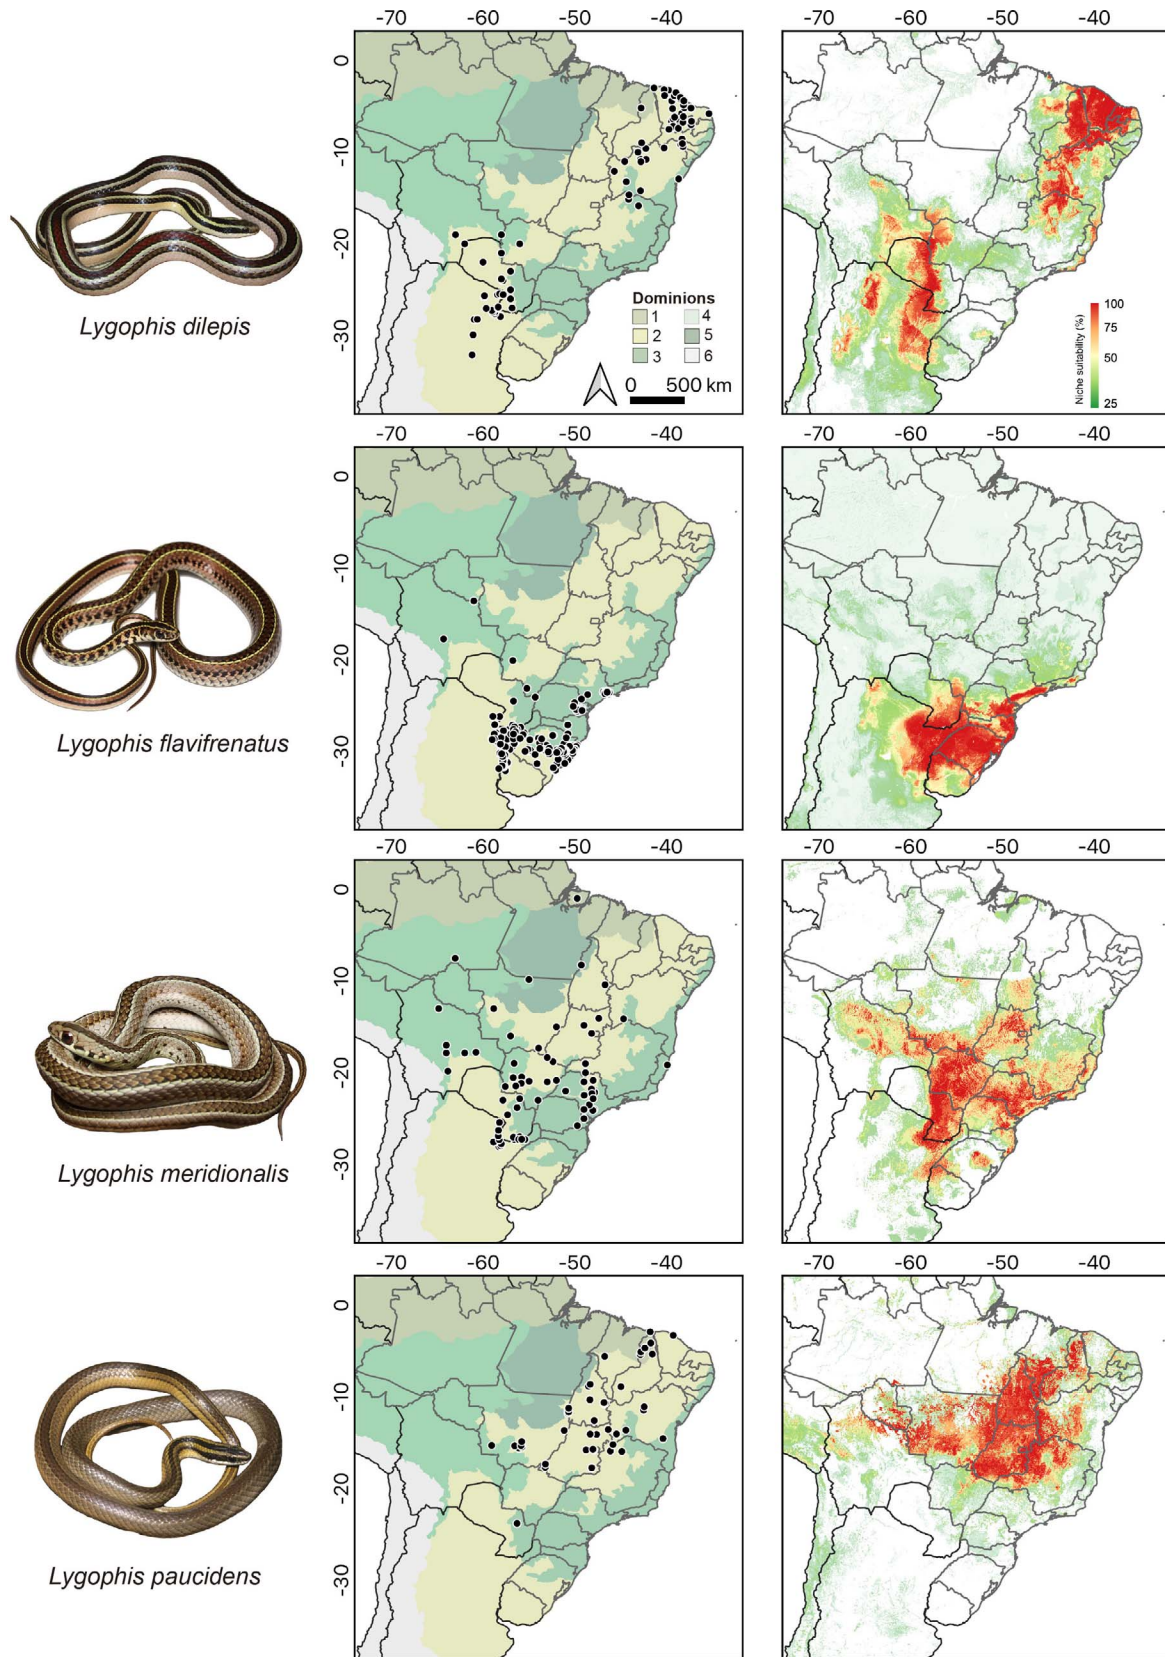 -70 -60 -50 -40
-70 -60 -50 -40
0
-10
-20
-30
Lygophis dilepis
Dominions
1 4
2 5
3 6
0 500 km
Niche suitability (%)
100
75
50
25
-70 -60 -50 -40
-70 -60 -50 -40
0
-10
-20
-30
Lygophis flavifrenatus
-70 -60 -50 -40
-70 -60 -50 -40
0
-10
-20
-30
Lygophis meridionalis
-70 -60 -50 -40
-70 -60 -50 -40
0
-10
-20
-30
Lygophis paucidens